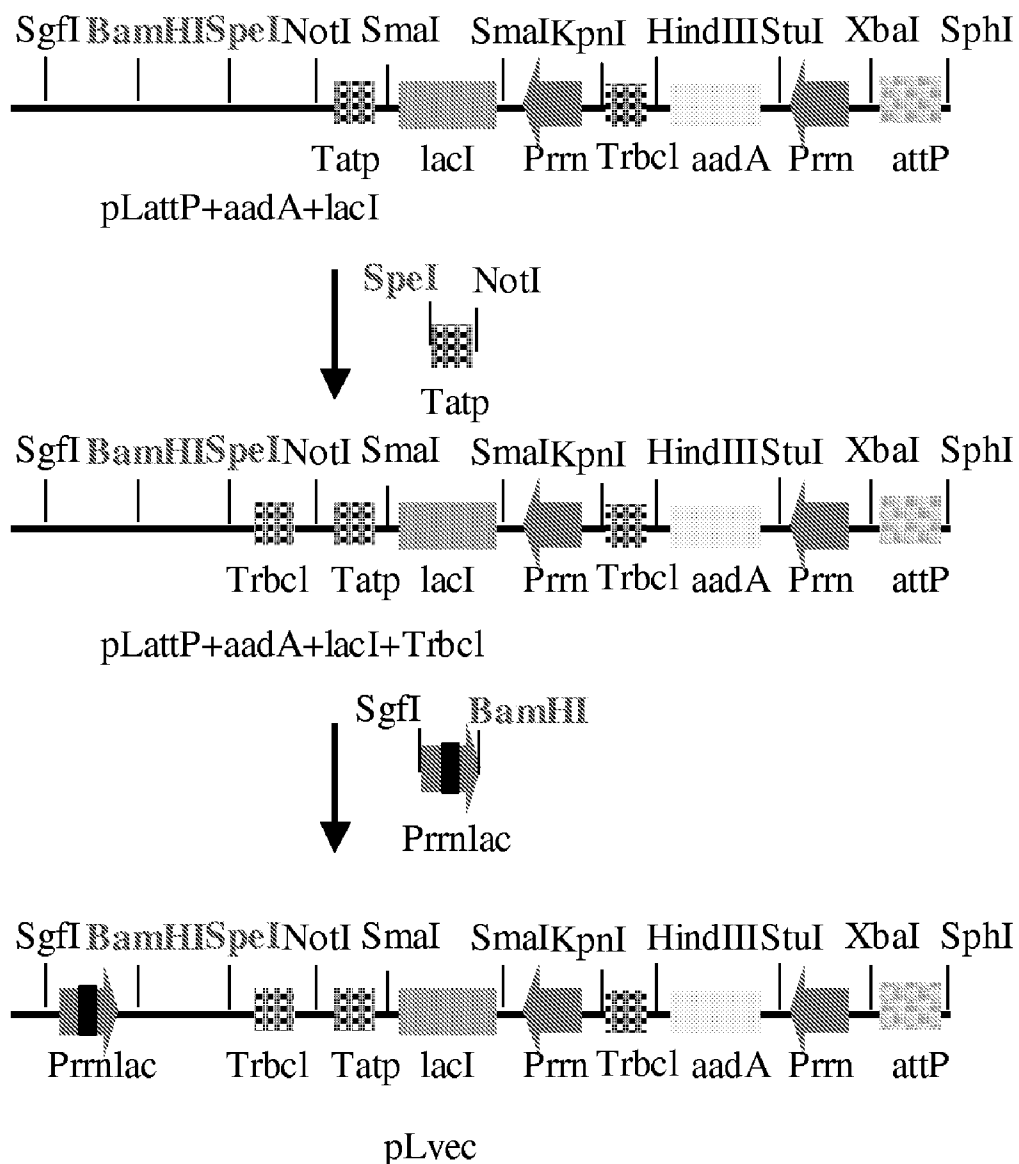 SgfI BamHI SpeI NotI SmaI SmaI KpnI HindIII StuI XbaI SphI
Tatp lacI Prrn Trbcl aadA Prrn attP
pLattP+aadA+lacI
SpeI NotI
Tatp
SgfI BamHI SpeI NotI SmaI SmaI KpnI HindIII StuI XbaI SphI
Trbcl Tatp lacI Prrn Trbcl aadA Prrn attP
pLattP+aadA+lacI+Trbcl
SgfI BamHI
Prrnlac
SgfI BamHI SpeI NotI SmaI SmaI KpnI HindIII StuI XbaI SphI
Prrnlac Trbcl Tatp lacI Prrn Trbcl aadA Prrn attP
pLvec